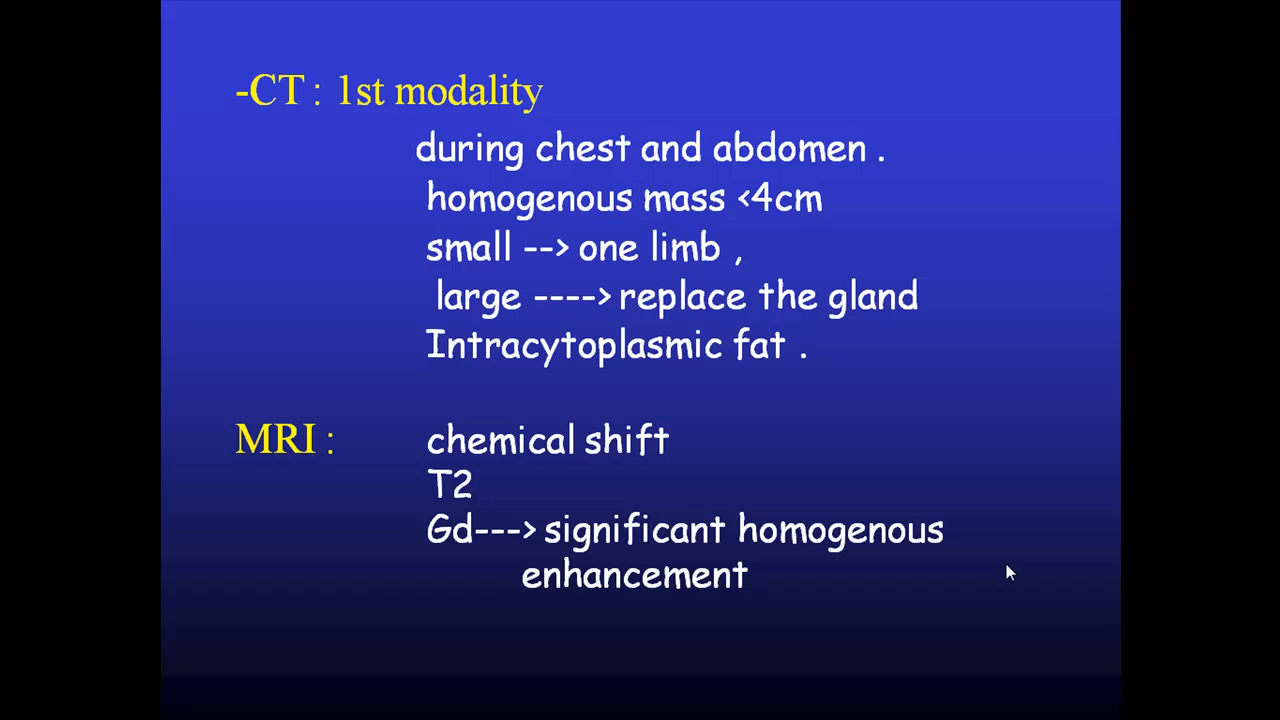 -CT : 1st modality
during chest and abdomen .
homogenous mass <4cm
small --> one limb ,
large ----> replace the gland
Intracytoplasmic fat .
MRI : chemical shift
T2
Gd---> significant homogenous
enhancement